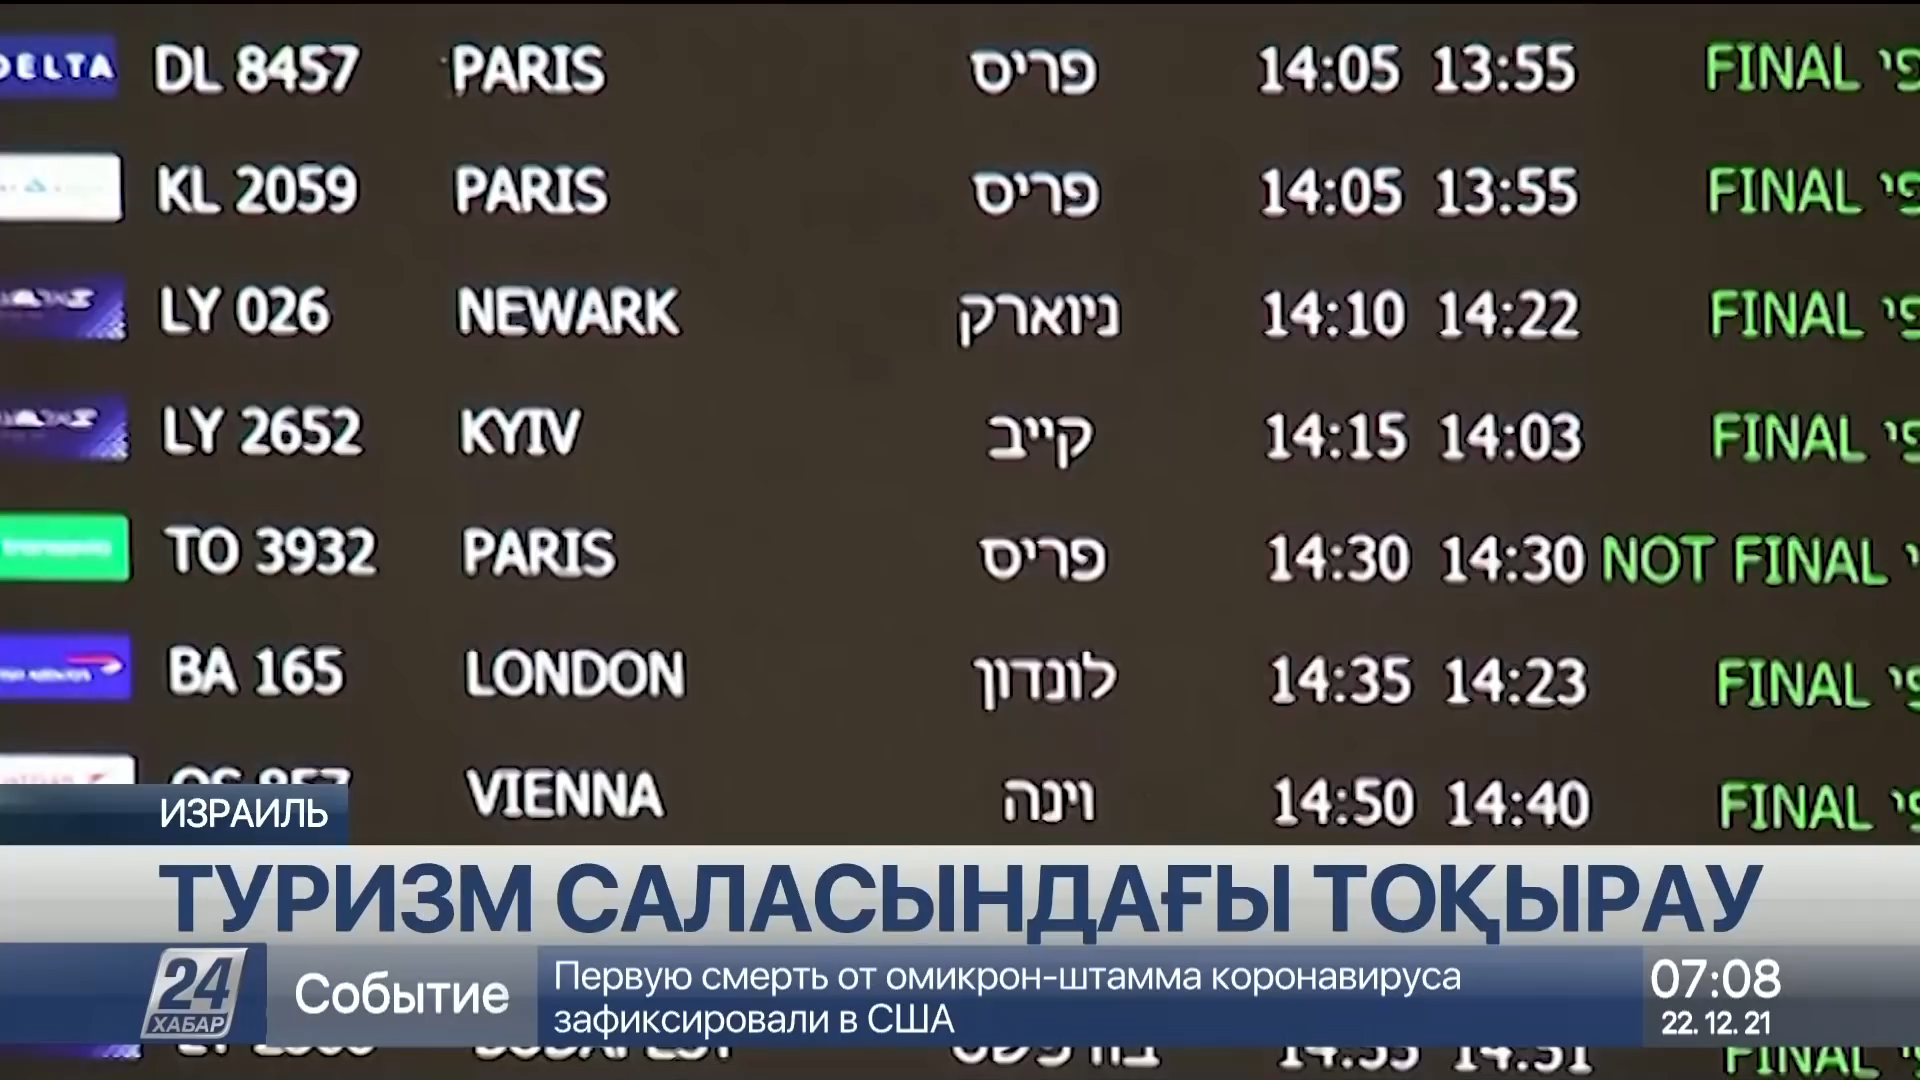 DELTA DL 8457 PARIS פריס 14:05 13:55 FINAL
KL 2059 PARIS פריס 14:05 13:55 FINAL
LY 026 NEWARK ניוארק 14:10 14:22 FINAL
LY 2652 KYIV קייב 14:15 14:03 FINAL
TO 3932 PARIS פריס 14:30 14:30 NOT FINAL
BA 165 LONDON לונדון 14:35 14:23 FINAL
VIENNA וינה 14:50 14:40 FINAL
ИЗРАИЛЬ
ТУРИЗМ САЛАСЫНДАҒЫ ТОҚЫРАУ
24 ХАБАР
Событие
Первую смерть от омикрон-штамма коронавируса
зафиксировали в США
07:08
22.12.21